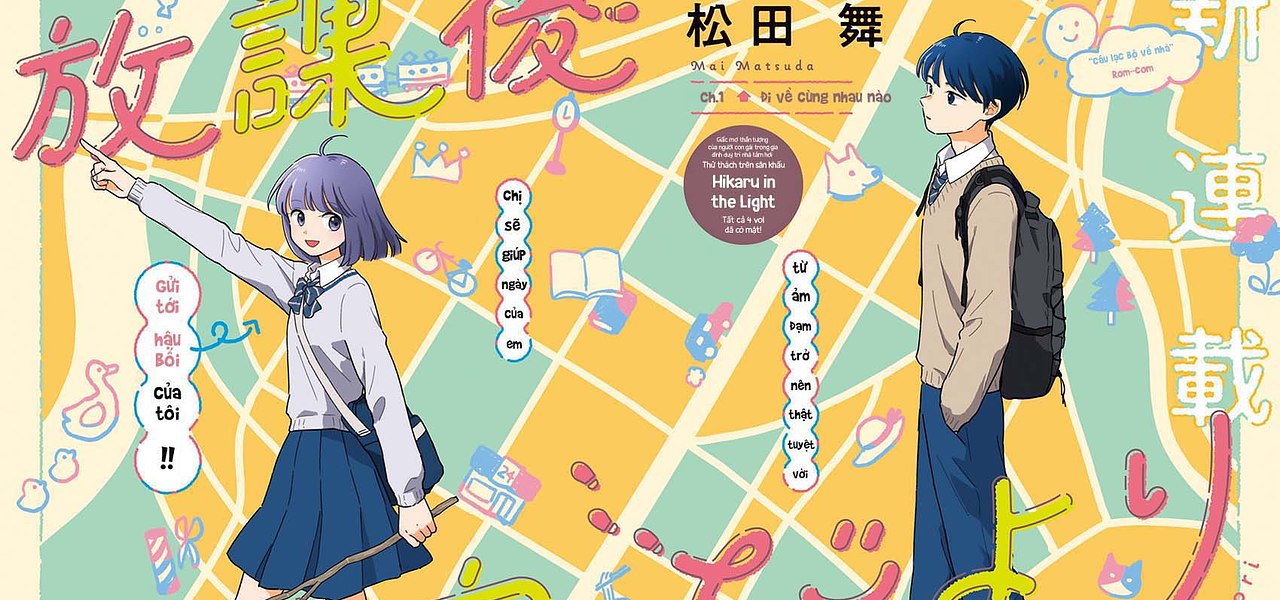 放課後
松田 舞
Mai Matsuda
Ch.1 Đi về cùng nhau nào
Giấc mơ thần tượng
của người con gái trong gia
đình duy trì nhà tắm hơi
Thử thách trên sân khấu
Hikaru in
the Light
Tất cả 4 vol
đã có mặt!
"Câu lạc Bộ về nhà"
Rom-com
新連載
Chị
sẽ
giúp
ngày
của
em
từ
ảm
Đạm
trở
nên
thật
tuyệt
vời
Gửi
tới
hậu
Bối
của
tôi
!!
24
より
ori